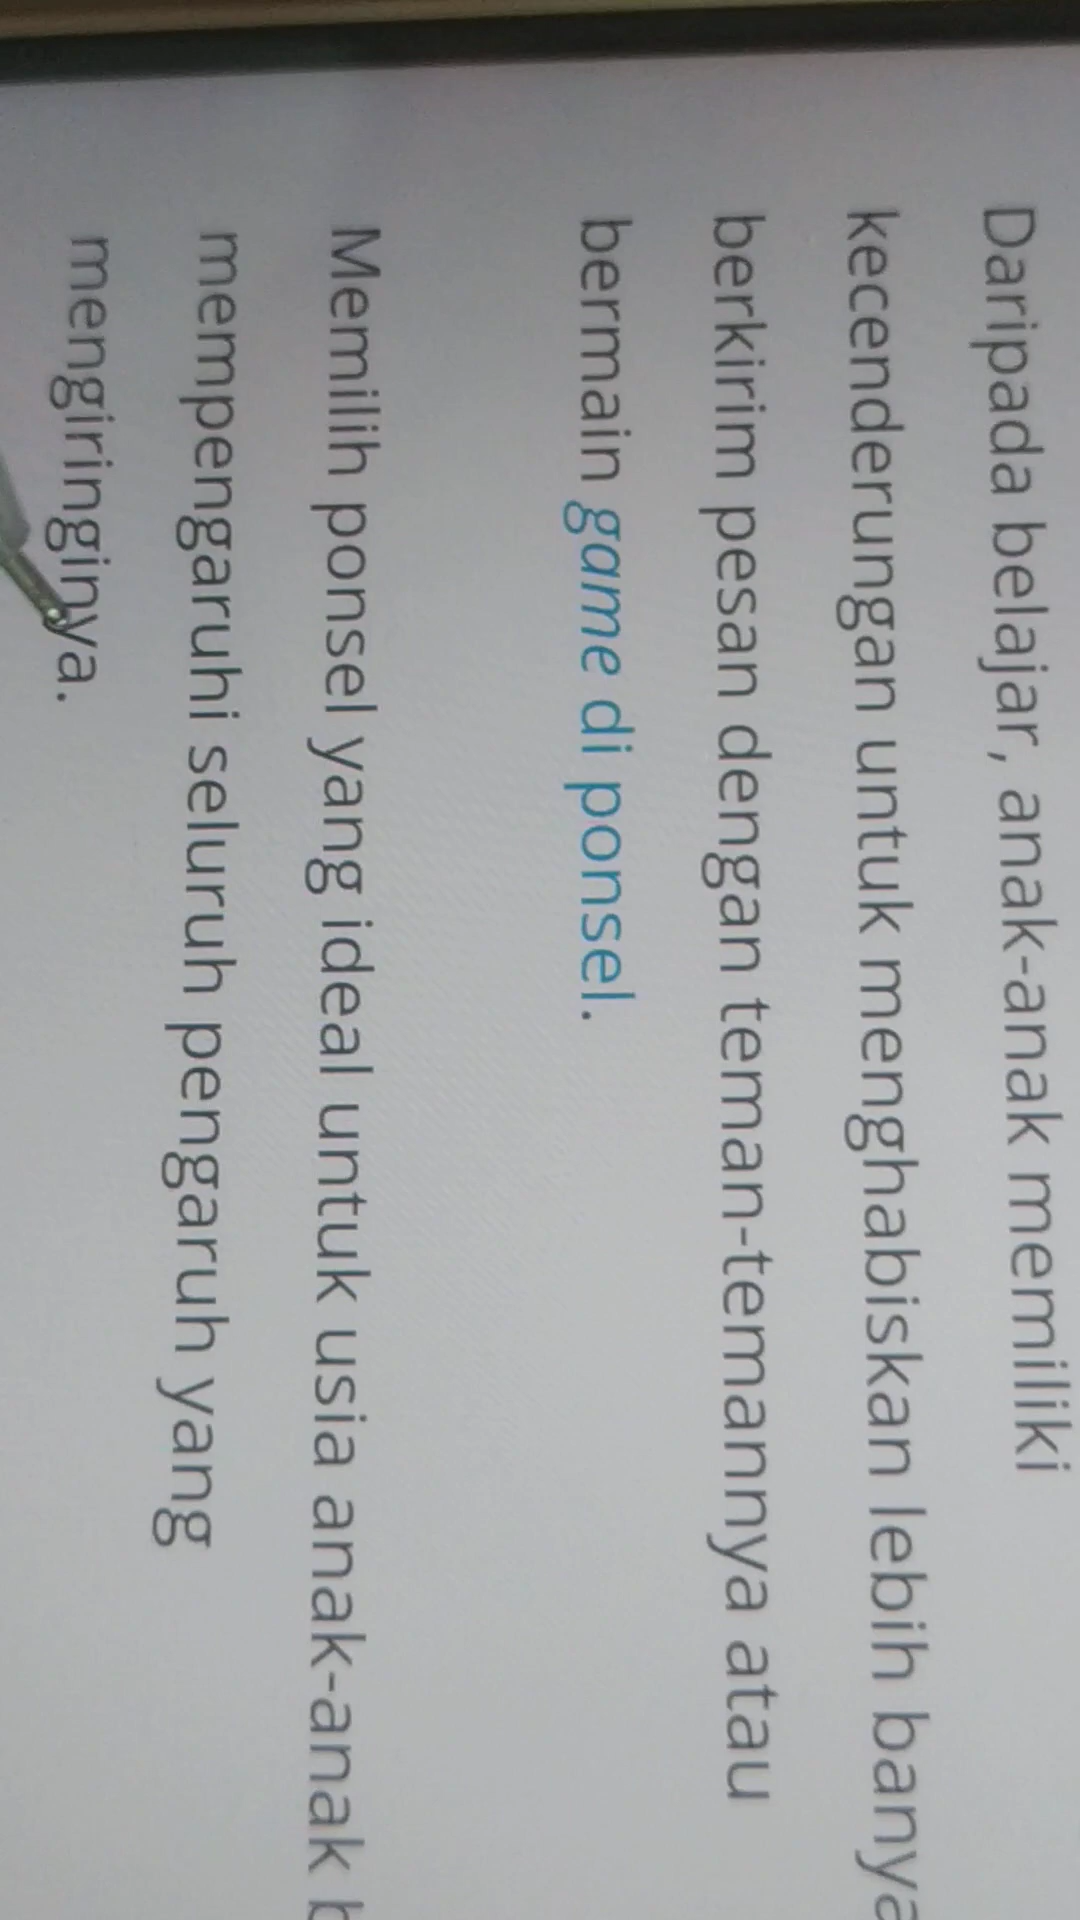 Daripada belajar, anak-anak memiliki
kecenderungan untuk menghabiskan lebih
berkirim pesan dengan teman-temannya atau
bermain game di ponsel.
Memilih ponsel yang ideal untuk usia anak-anak
mempengaruhi seluruh pengaruh yang
mengiringinya.